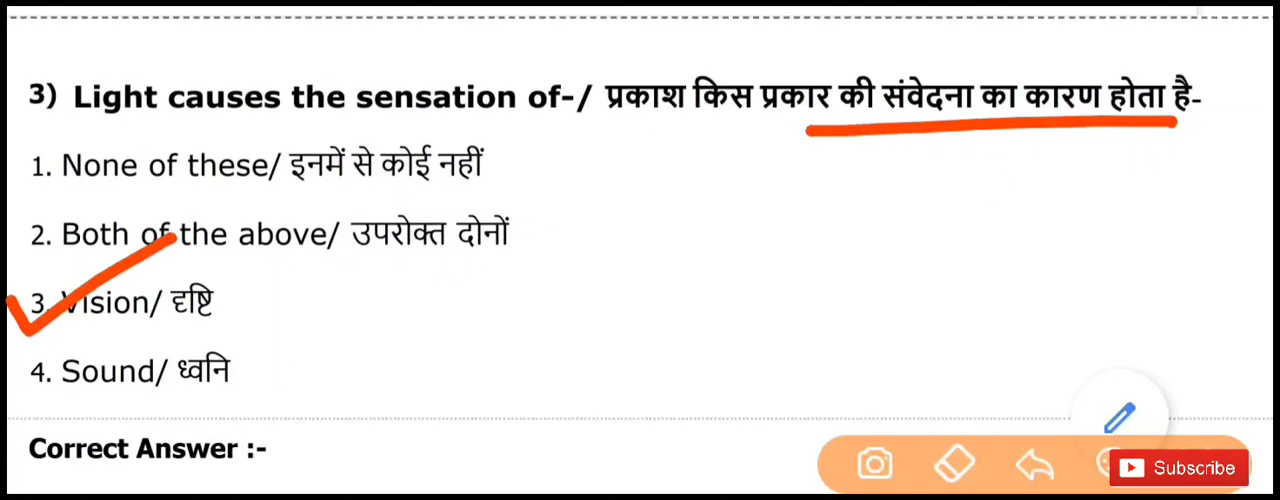 3) Light causes the sensation of-/ प्रकाश किस प्रकार की संवेदना का कारण होता है-
1. None of these/ इनमें से कोई नहीं
2. Both of the above/ उपरोक्त दोनों
3. Vision/ दृष्टि
4. Sound/ ध्वनि
Correct Answer :-
Subscribe